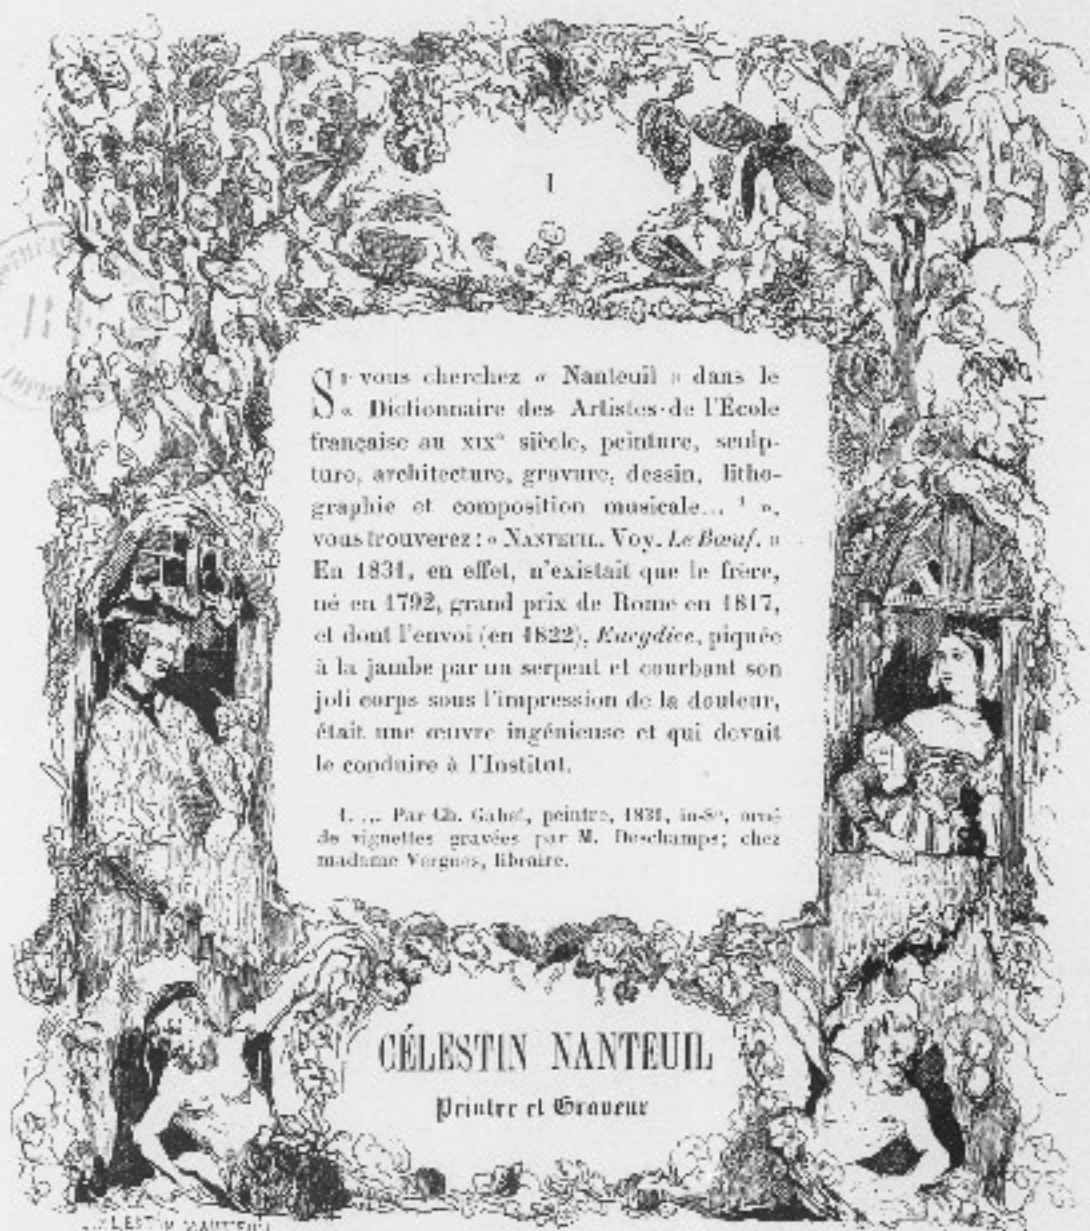 I
Si vous cherchez « Nanteuil » dans le
« Dictionnaire des Artistes de l'École
française au XIXe siècle, peinture, sculp-
ture, architecture, gravure, dessin, litho-
graphie et composition musicale... 1 »,
vous trouverez : « NANTEUIL. Voy. Le Bœuf. »
En 1831, en effet, n'existait que le frère,
né en 1792, grand prix de Rome en 1817,
et dont l'envoi (en 1822), Eurydice, piquée
à la jambe par un serpent et courbant son
joli corps sous l'impression de la douleur,
était une œuvre ingénieuse et qui devait
le conduire à l'Institut.
1. ... Par Ch. Gabet, peintre, 1831, in-8º, orné
de vignettes gravées par M. Deschamps; chez
madame Vergnes, libraire.
CÉLESTIN NANTEUIL
Peintre et Graveur
CELESTIN NANTEUIL